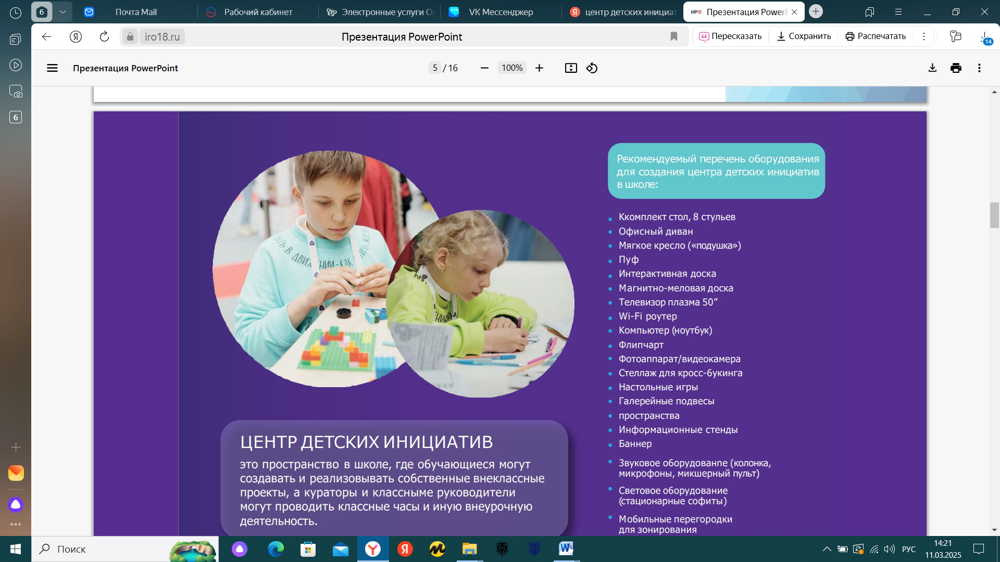 6
Почта Mail
Рабочий кабинет
Электронные услуги О
VK Мессенджер
центр детских инициат
Презентация PowerP
iro18.ru
Презентация PowerPoint
Пересказать
Сохранить
Распечатать
14
Презентация PowerPoint
5 / 16
100%
6
Рекомендуемый перечень оборудования
для создания центра детских инициатив
в школе:
Ккомплект стол, 8 стульев
Офисный диван
Мягкое кресло («подушка»)
Пуф
Интерактивная доска
Магнитно-меловая доска
Телевизор плазма 50″
Wi-Fi роутер
Компьютер (ноутбук)
Флипчарт
Фотоаппарат/видеокамера
Стеллаж для кросс-букинга
Настольные игры
Галерейные подвесы
пространства
Информационные стенды
Баннер
Звуковое оборудованпе (колонка,
микрофоны, микшерный пульт)
Световое оборудование
(стационарные софиты)
Мобильные перегородки
для зонирования
ЦЕНТР ДЕТСКИХ ИНИЦИАТИВ
это пространство в школе, где обучающиеся могут
создавать и реализовывать собственные внеклассные
проекты, а кураторы и классныме руководители
могут проводить классные часы и иную внеурочную
деятельность.
Поиск
РУС
14:21
11.03.2025